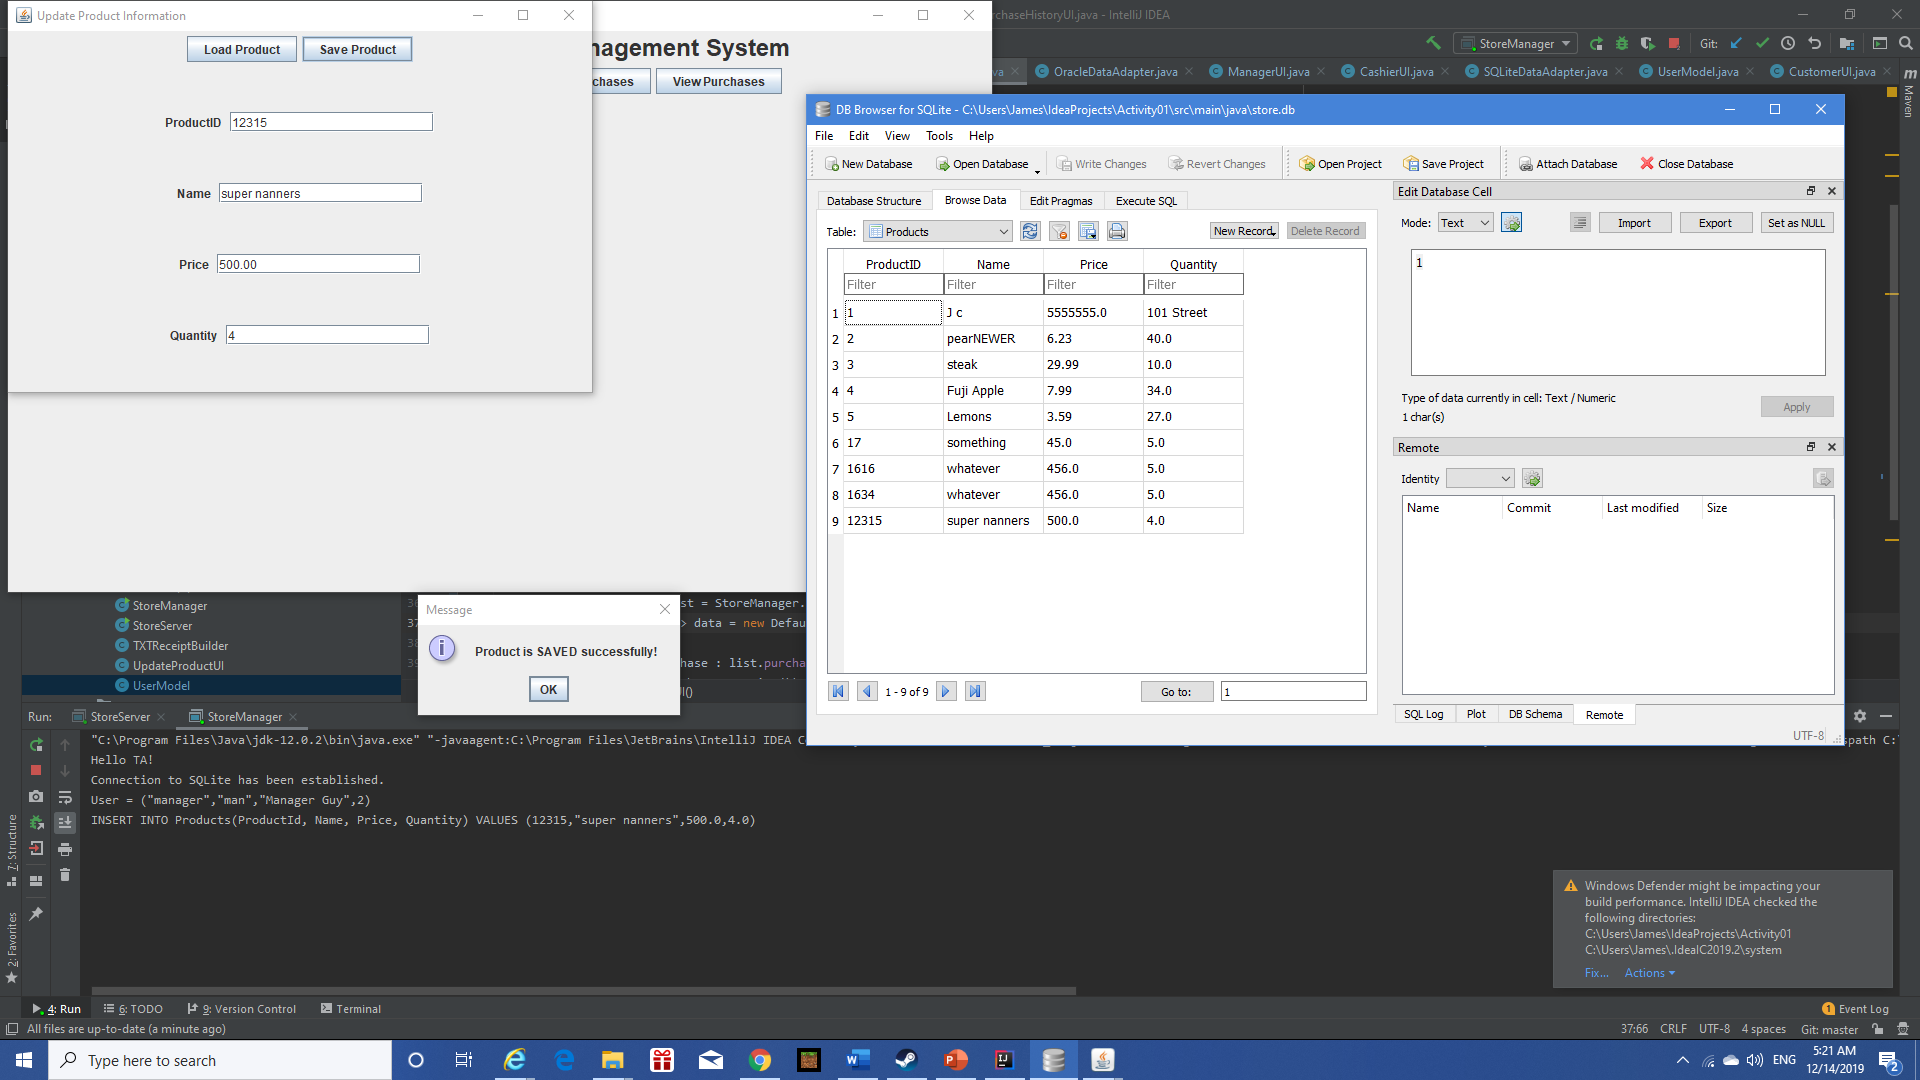 Update Product Information
Load Product
Save Product
ProductID 12315
Name super nanners
Price 500.00
Quantity 4
nagement System
chases
View Purchases
rchaseHistoryUI.java - IntelliJ IDEA
StoreManager
Git:
va
OracleDataAdapter.java
ManagerUI.java
CashierUI.java
SQLiteDataAdapter.java
UserModel.java
CustomerUI.java
m
Maven
DB Browser for SQLite - C:\Users\James\IdeaProjects\Activity01\src\main\java\store.db
File Edit View Tools Help
New Database
Open Database
Write Changes
Revert Changes
Open Project
Save Project
Attach Database
Close Database
Database Structure
Browse Data
Edit Pragmas
Execute SQL
Table: Products
New Record
Delete Record
ProductID Name Price Quantity
Filter Filter Filter Filter
1 1 J c 5555555.0 101 Street
2 2 pearNEWER 6.23 40.0
3 3 steak 29.99 10.0
4 4 Fuji Apple 7.99 34.0
5 5 Lemons 3.59 27.0
6 17 something 45.0 5.0
7 1616 whatever 456.0 5.0
8 1634 whatever 456.0 5.0
9 12315 super nanners 500.0 4.0
1 - 9 of 9
Go to: 1
Edit Database Cell
Mode: Text
Import
Export
Set as NULL
1
Type of data currently in cell: Text / Numeric
1 char(s)
Apply
Remote
Identity
Name Commit Last modified Size
SQL Log
Plot
DB Schema
Remote
UTF-8
StoreManager
StoreServer
TXTReceiptBuilder
UpdateProductUI
UserModel
st = StoreManager.
37 > data = new Defau
38
hase : list.purcha
Message
Product is SAVED successfully!
OK
Run: StoreServer StoreManager
"C:\Program Files\Java\jdk-12.0.2\bin\java.exe" "-javaagent:C:\Program Files\JetBrains\IntelliJ IDEA C
spath C:\
Hello TA!
Connection to SQLite has been established.
User = ("manager","man","Manager Guy",2)
INSERT INTO Products(ProductId, Name, Price, Quantity) VALUES (12315,"super nanners",500.0,4.0)
7: Structure
2: Favorites
Windows Defender might be impacting your
build performance. IntelliJ IDEA checked the
following directories:
C:\Users\James\IdeaProjects\Activity01
C:\Users\James\.IdeaIC2019.2\system
Fix... Actions
4: Run
6: TODO
9: Version Control
Terminal
1 Event Log
All files are up-to-date (a minute ago)
37:66 CRLF UTF-8 4 spaces Git: master
Type here to search
ENG
5:21 AM
12/14/2019
2